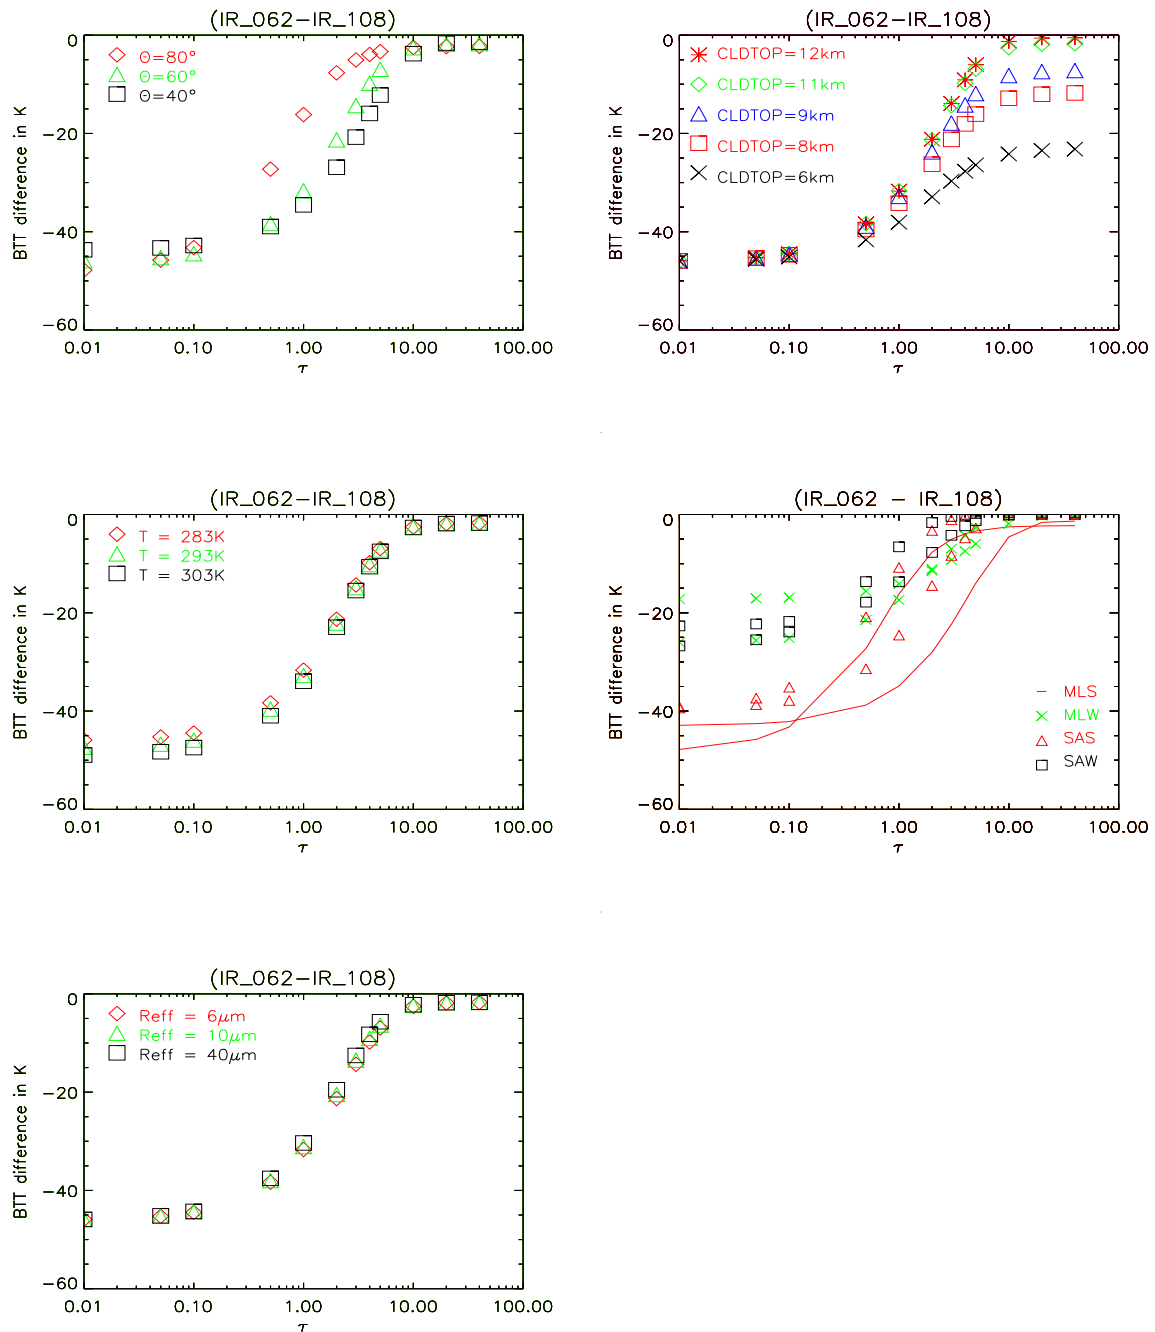 (IR_062−IR_108)
BTT difference in K
0
−20
−40
−60
Θ=80°
Θ=60°
Θ=40°
0.01 0.10 1.00 10.00 100.00
τ
(IR_062−IR_108)
BTT difference in K
0
−20
−40
−60
CLDTOP=12km
CLDTOP=11km
CLDTOP=9km
CLDTOP=8km
CLDTOP=6km
0.01 0.10 1.00 10.00 100.00
τ
(IR_062−IR_108)
BTT difference in K
0
−20
−40
−60
T = 283K
T = 293K
T = 303K
0.01 0.10 1.00 10.00 100.00
τ
(IR_062 − IR_108)
BTT difference in K
0
−20
−40
−60
MLS
MLW
SAS
SAW
0.01 0.10 1.00 10.00 100.00
τ
(IR_062−IR_108)
BTT difference in K
0
−20
−40
−60
Reff = 6μm
Reff = 10μm
Reff = 40μm
0.01 0.10 1.00 10.00 100.00
τ